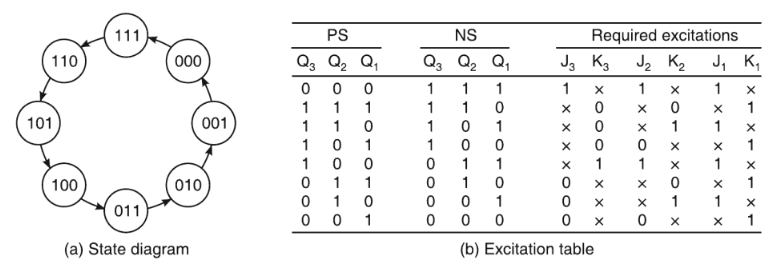 111
110
000
101
001
100
010
011
(a) State diagram
PS NS Required excitations
Q3 Q2 Q1 Q3 Q2 Q1 J3 K3 J2 K2 J1 K1
0 0 0 1 1 1 1 × 1 × 1 ×
1 1 1 1 1 0 × 0 × 0 × 1
1 1 0 1 0 1 × 0 × 1 1 ×
1 0 1 1 0 0 × 0 0 × × 1
1 0 0 0 1 1 × 1 1 × 1 ×
0 1 1 0 1 0 0 × × 0 × 1
0 1 0 0 0 1 0 × × 1 1 ×
0 0 1 0 0 0 0 × 0 × × 1
(b) Excitation table